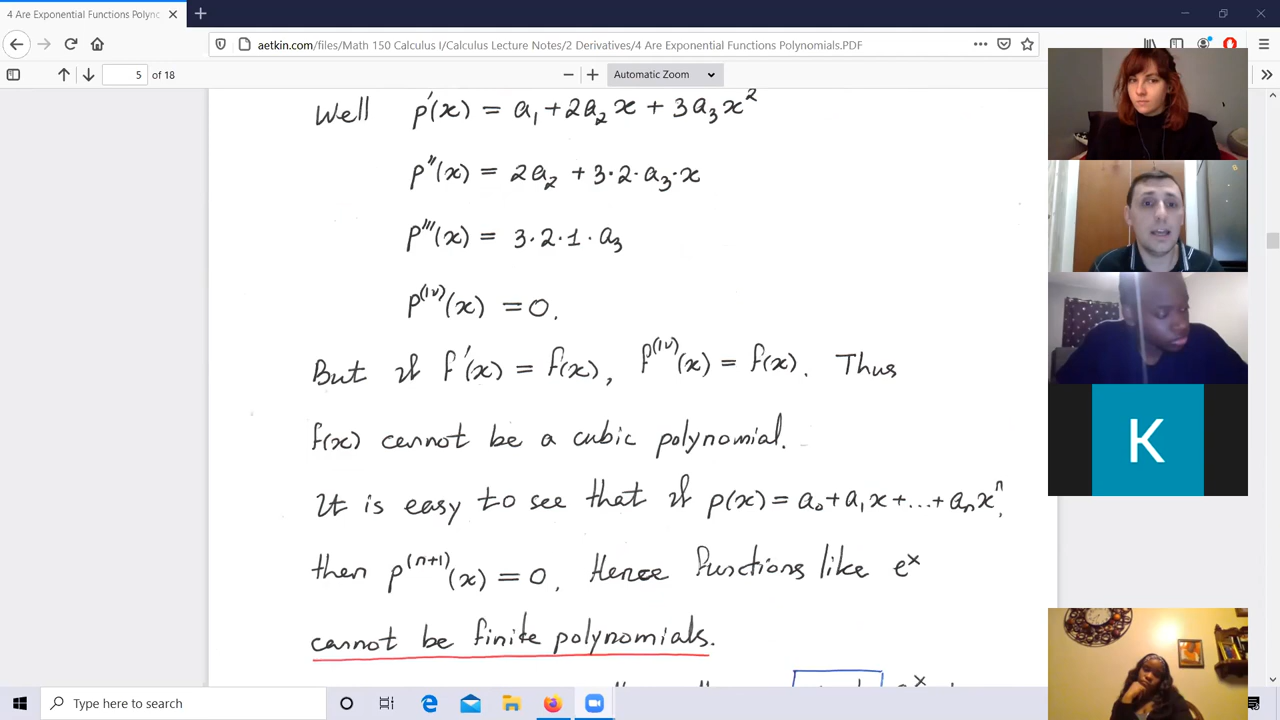 4 Are Exponential Functions Polync
aetkin.com/files/Math 150 Calculus I/Calculus Lecture Notes/2 Derivatives/4 Are Exponential Functions Polynomials.PDF
5 of 18
Automatic Zoom
Well p'(x) = a₁ + 2a₂x + 3a₃x²
p''(x) = 2a₂ + 3·2·a₃·x
p'''(x) = 3·2·1·a₃
p⁽ⁱᵛ⁾(x) = 0.
But if f'(x) = f(x), f⁽ⁱᵛ⁾(x) = f(x). Thus
f(x) cannot be a cubic polynomial.
It is easy to see that if p(x) = a₀+a₁x+...+aₙxⁿ,
then p⁽ⁿ⁺¹⁾(x) = 0. Hence functions like eˣ
cannot be finite polynomials.
K
Type here to search